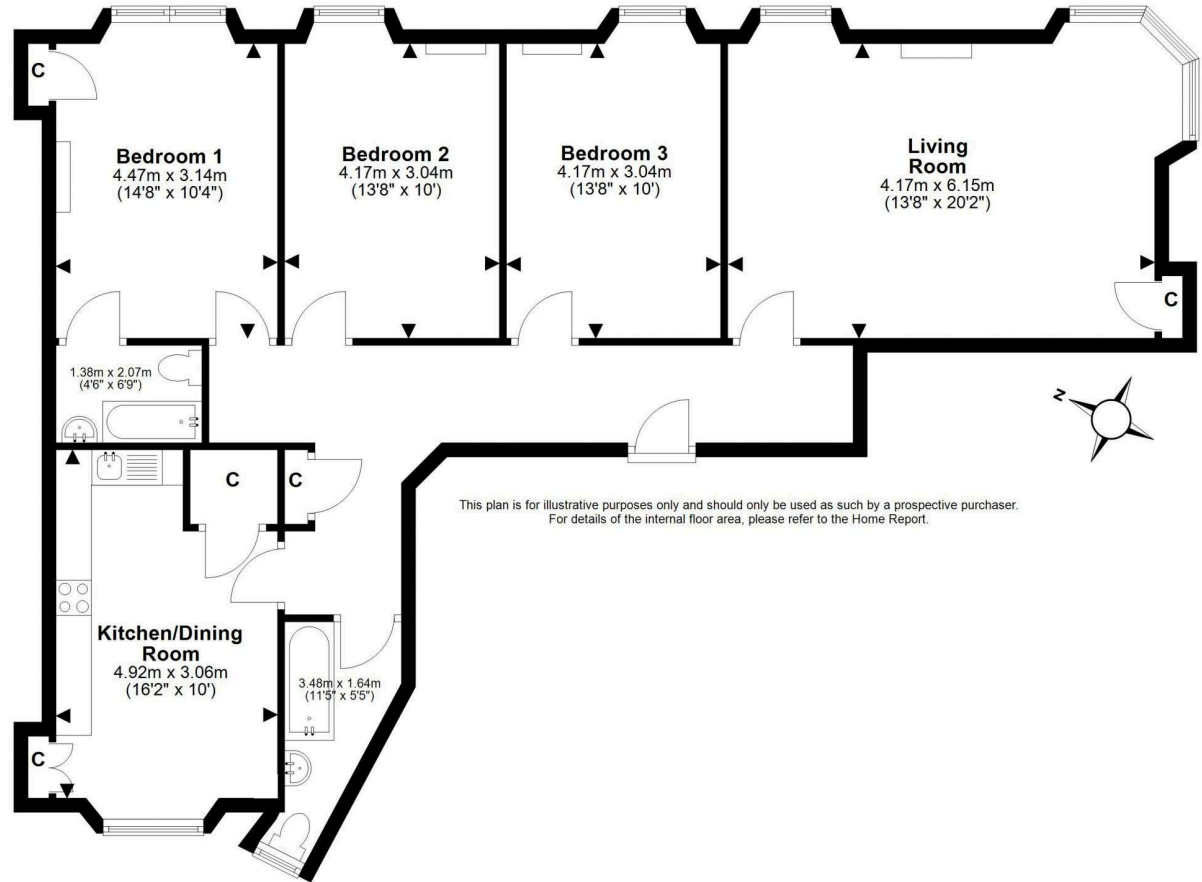 C
Bedroom 1
4.47m x 3.14m
(14'8" x 10'4")
Bedroom 2
4.17m x 3.04m
(13'8" x 10')
Bedroom 3
4.17m x 3.04m
(13'8" x 10')
Living
Room
4.17m x 6.15m
(13'8" x 20'2")
C
1.38m x 2.07m
(4'6" x 6'9")
N
C
C
This plan is for illustrative purposes only and should only be used as such by a prospective purchaser.
For details of the internal floor area, please refer to the Home Report.
Kitchen/Dining
Room
4.92m x 3.06m
(16'2" x 10')
3.48m x 1.64m
(11'5" x 5'5")
C